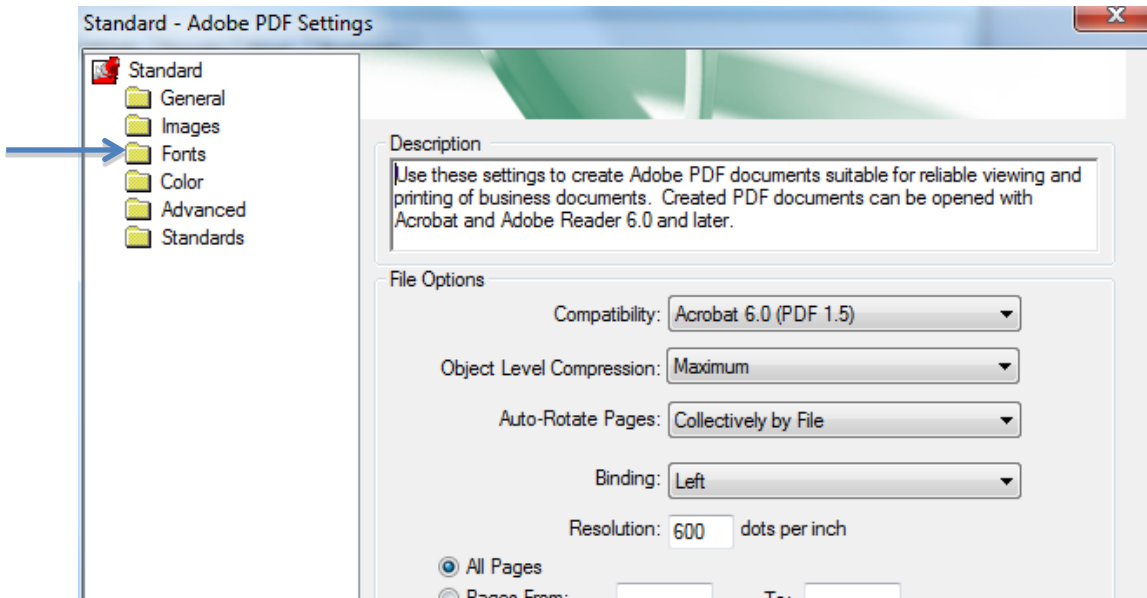 Standard - Adobe PDF Settings
X
Standard
General
Images
Fonts
Color
Advanced
Standards
Description
Use these settings to create Adobe PDF documents suitable for reliable viewing and
printing of business documents. Created PDF documents can be opened with
Acrobat and Adobe Reader 6.0 and later.
File Options
Compatibility: Acrobat 6.0 (PDF 1.5)
Object Level Compression: Maximum
Auto-Rotate Pages: Collectively by File
Binding: Left
Resolution: 600 dots per inch
All Pages
Pages From: To: